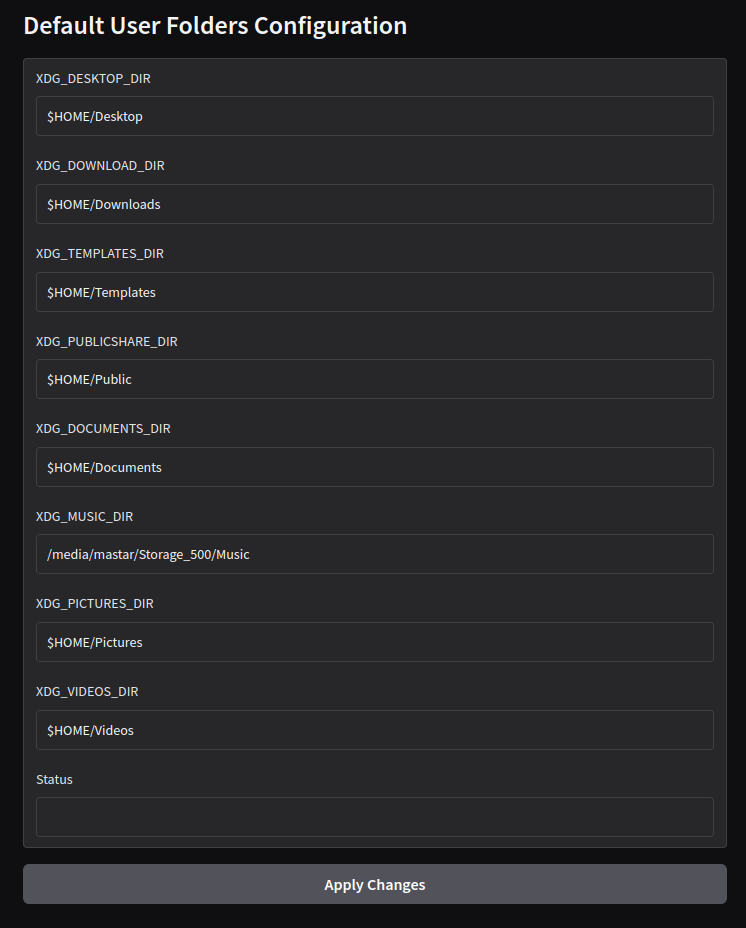 Default User Folders Configuration
XDG_DESKTOP_DIR
$HOME/Desktop
XDG_DOWNLOAD_DIR
$HOME/Downloads
XDG_TEMPLATES_DIR
$HOME/Templates
XDG_PUBLICSHARE_DIR
$HOME/Public
XDG_DOCUMENTS_DIR
$HOME/Documents
XDG_MUSIC_DIR
/media/mastar/Storage_500/Music
XDG_PICTURES_DIR
$HOME/Pictures
XDG_VIDEOS_DIR
$HOME/Videos
Status
Apply Changes